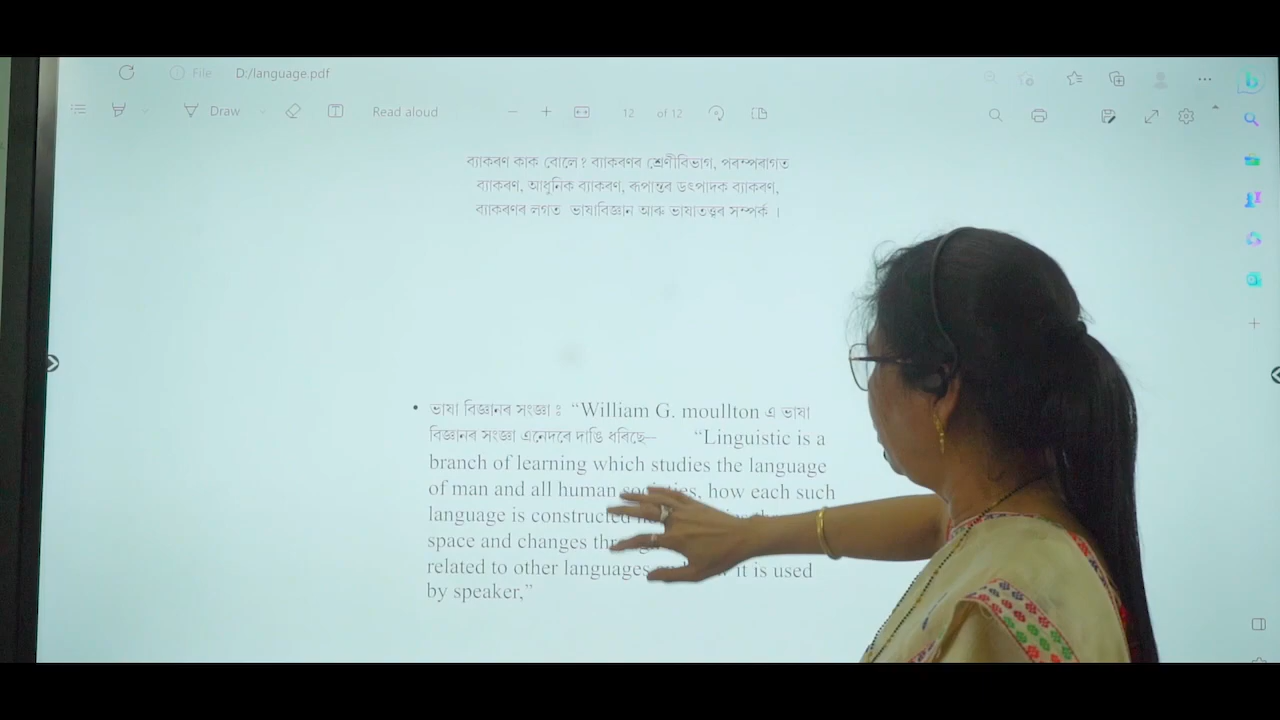 File D:/language.pdf
Draw Read aloud 12 of 12
ব্যাকৰণ কাক বোলে? ব্যাকৰণৰ শ্ৰেণীবিভাগ, পৰম্পৰাগত
ব্যাকৰণ, আধুনিক ব্যাকৰণ, ৰূপান্তৰ উৎপাদক ব্যাকৰণ,
ব্যাকৰণৰ লগত ভাষাবিজ্ঞান আৰু ভাষাতত্ত্বৰ সম্পৰ্ক ।
• ভাষা বিজ্ঞানৰ সংজ্ঞা ঃ “William G. moullton এ ভাষা
বিজ্ঞানৰ সংজ্ঞা এনেদৰে দাঙি ধৰিছে— “Linguistic is a
branch of learning which studies the language
of man and all human societies, how each such
language is constructed
space and changes
related to other languages it is used
by speaker,”